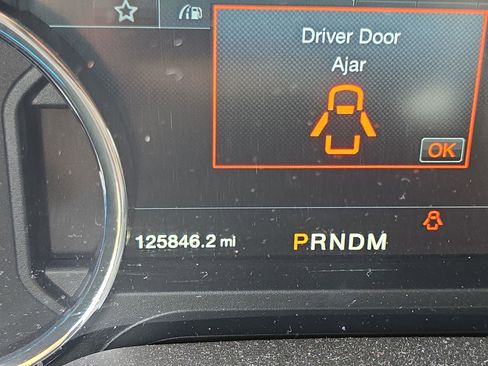 Driver Door
Ajar
OK
125846.2 mi
PRNDM